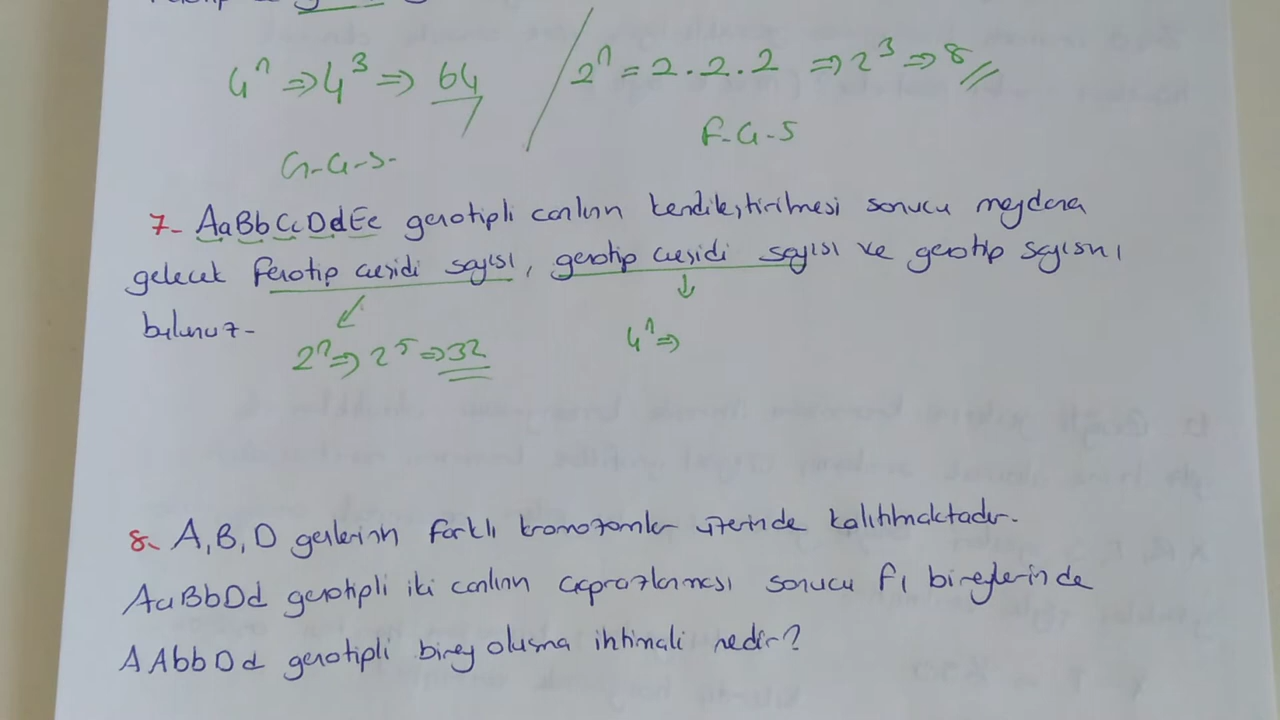 4ⁿ ⇒ 4³ ⇒ 64
2ⁿ = 2.2.2 ⇒ 2³ ⇒ 8
G-G-S-
F-G-S
7- AaBbCcDdEe genotipli canlının kendileştirilmesi sonucu meydana
gelecek fenotip çeşidi sayısı, genotip çeşidi sayısı ve genotip sayısını
bulunuz-
2ⁿ ⇒ 2⁵ ⇒ 32
4ⁿ ⇒
8- A, B, D genlerinin farklı kromozomlar üzerinde kalıtılmaktadır.
AaBbDd genotipli iki canlının çaprazlanması sonucu F1 bireylerinde
AAbbDd genotipli birey oluşma ihtimali nedir?